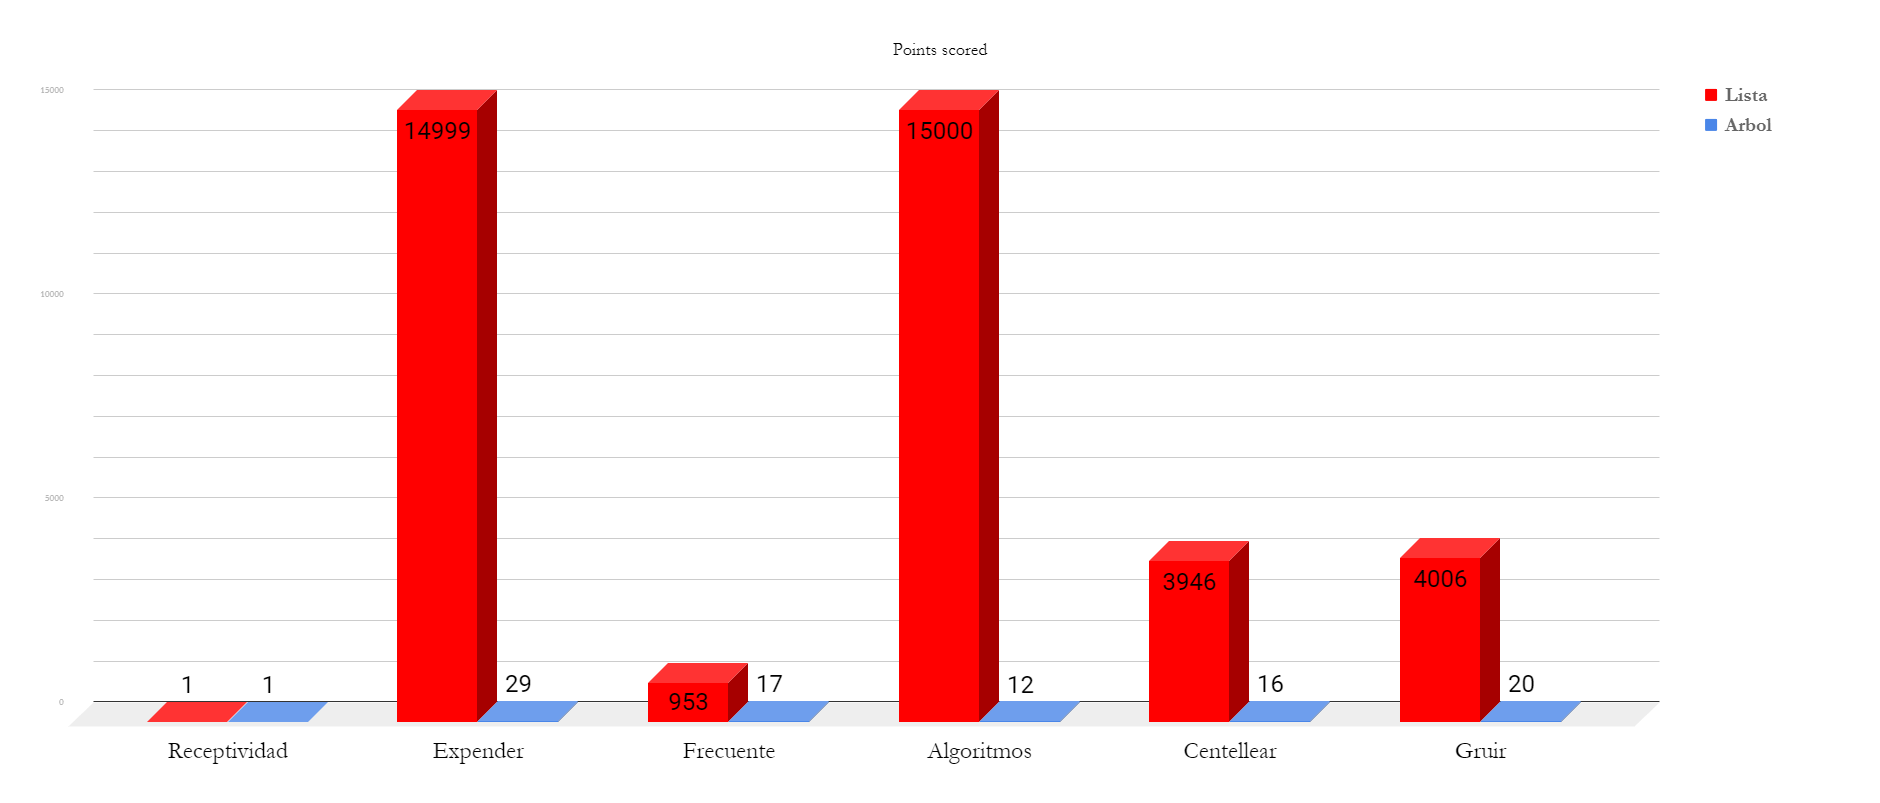 Points scored
Lista
Arbol
15000
10000
5000
0
14999
15000
3946
4006
1
1
29
953
17
12
16
20
Receptividad
Expender
Frecuente
Algoritmos
Centellear
Gruir